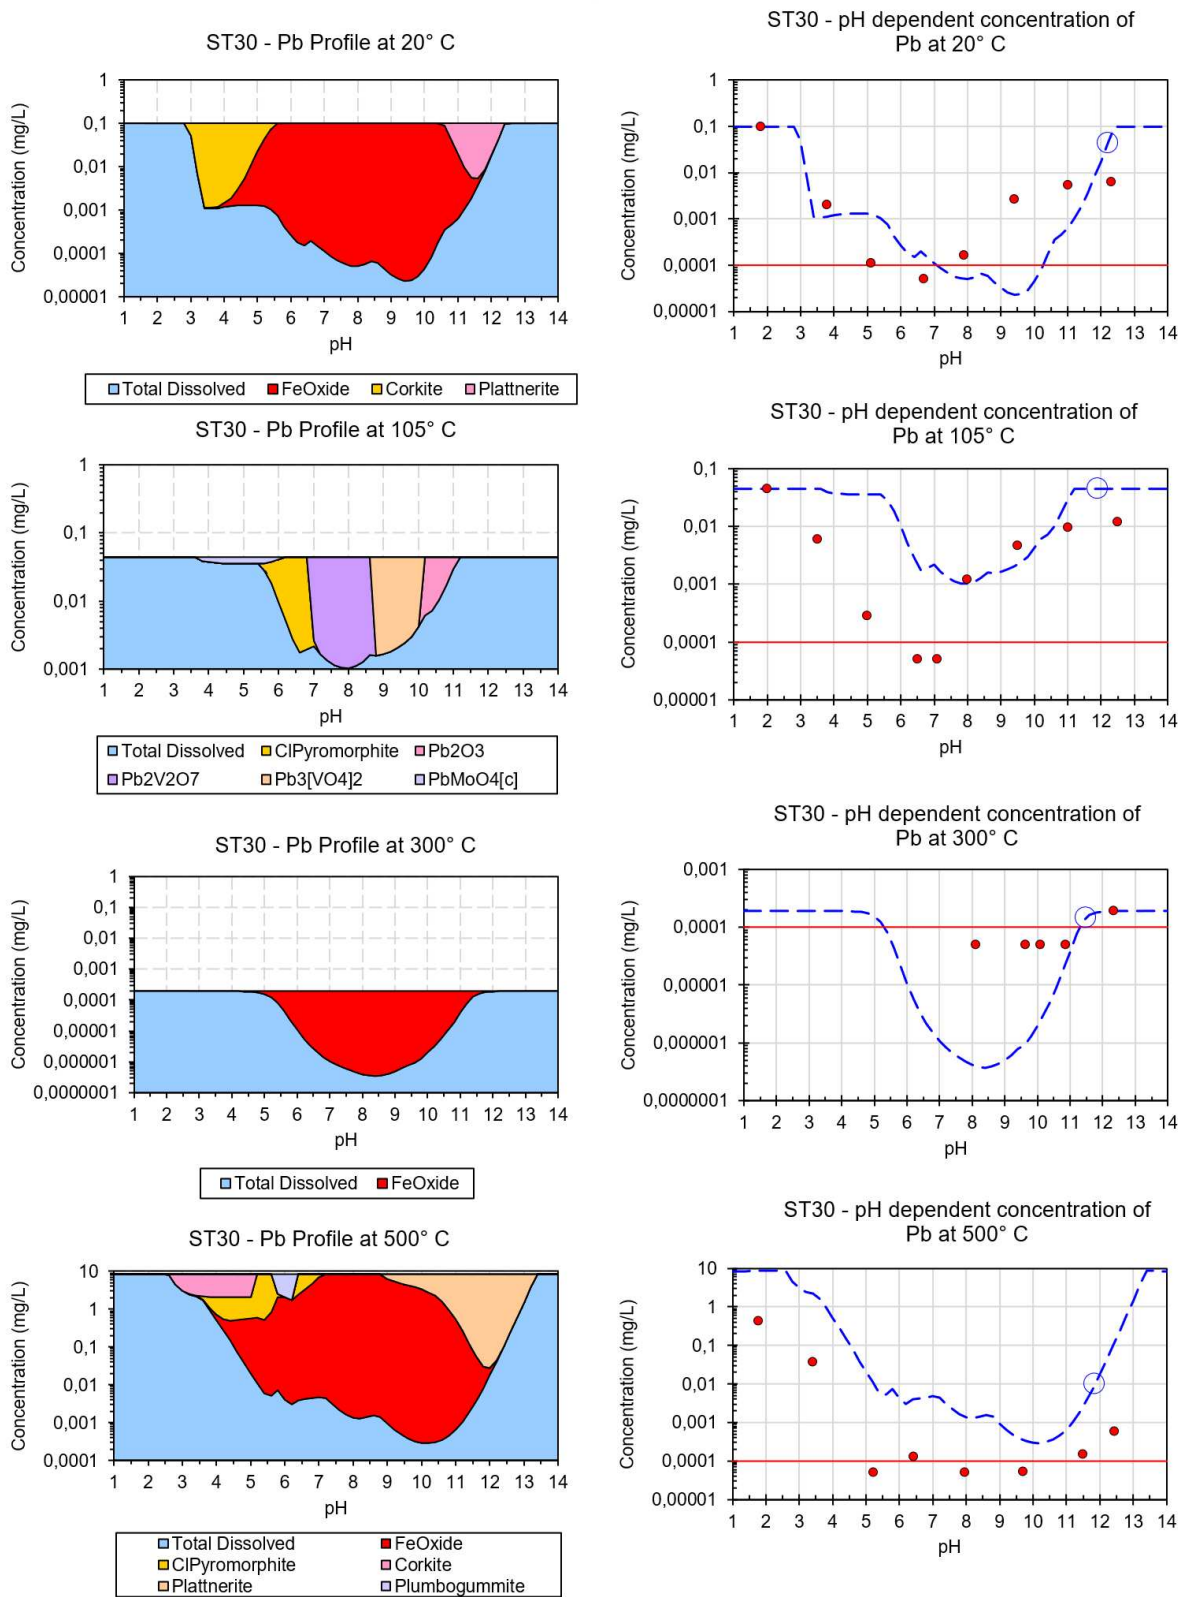 ST30 - Pb Profile at 20° C
Concentration (mg/L)
1
0,1
0,01
0,001
0,0001
0,00001
1 2 3 4 5 6 7 8 9 10 11 12 13 14
pH
Total Dissolved FeOxide Corkite Plattnerite
ST30 - pH dependent concentration of
Pb at 20° C
Concentration (mg/L)
1
0,1
0,01
0,001
0,0001
0,00001
1 2 3 4 5 6 7 8 9 10 11 12 13 14
pH
ST30 - Pb Profile at 105° C
Concentration (mg/L)
1
0,1
0,01
0,001
1 2 3 4 5 6 7 8 9 10 11 12 13 14
pH
Total Dissolved ClPyromorphite Pb2O3
Pb2V2O7 Pb3[VO4]2 PbMoO4[c]
ST30 - pH dependent concentration of
Pb at 105° C
Concentration (mg/L)
0,1
0,01
0,001
0,0001
0,00001
1 2 3 4 5 6 7 8 9 10 11 12 13 14
pH
ST30 - Pb Profile at 300° C
Concentration (mg/L)
1
0,1
0,01
0,001
0,0001
0,00001
0,000001
0,0000001
1 2 3 4 5 6 7 8 9 10 11 12 13 14
pH
Total Dissolved FeOxide
ST30 - pH dependent concentration of
Pb at 300° C
Concentration (mg/L)
0,001
0,0001
0,00001
0,000001
0,0000001
1 2 3 4 5 6 7 8 9 10 11 12 13 14
pH
ST30 - Pb Profile at 500° C
Concentration (mg/L)
10
1
0,1
0,01
0,001
0,0001
1 2 3 4 5 6 7 8 9 10 11 12 13 14
pH
Total Dissolved FeOxide
ClPyromorphite Corkite
Plattnerite Plumbogummite
ST30 - pH dependent concentration of
Pb at 500° C
Concentration (mg/L)
10
1
0,1
0,01
0,001
0,0001
0,00001
1 2 3 4 5 6 7 8 9 10 11 12 13 14
pH